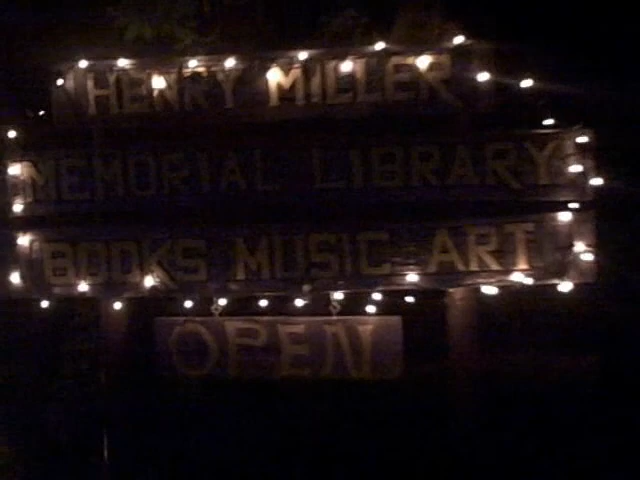 HENRY MILLER
MEMORIAL LIBRARY
BOOKS MUSIC ART
OPEN